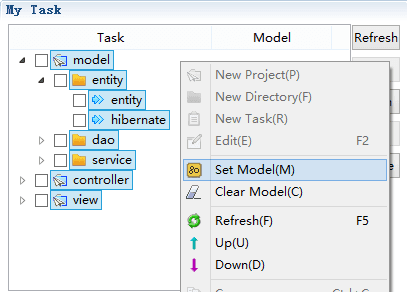 My Task
Task Model Refresh
model
entity New Project(P)
entity New Directory(F)
hibernate New Task(R)
dao Edit(E) F2
service Set Model(M)
controller Clear Model(C)
view Refresh(F) F5
Up(U)
Down(D)